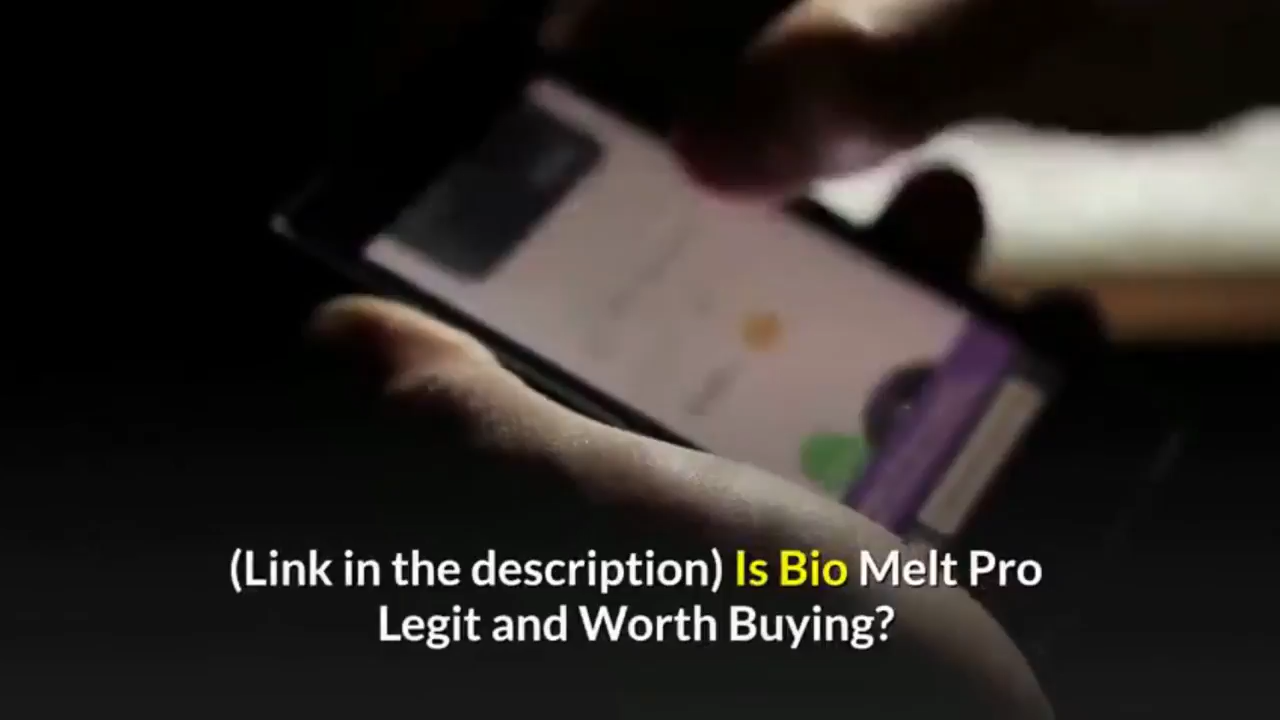 (Link in the description) Is Bio Melt Pro
Legit and Worth Buying?